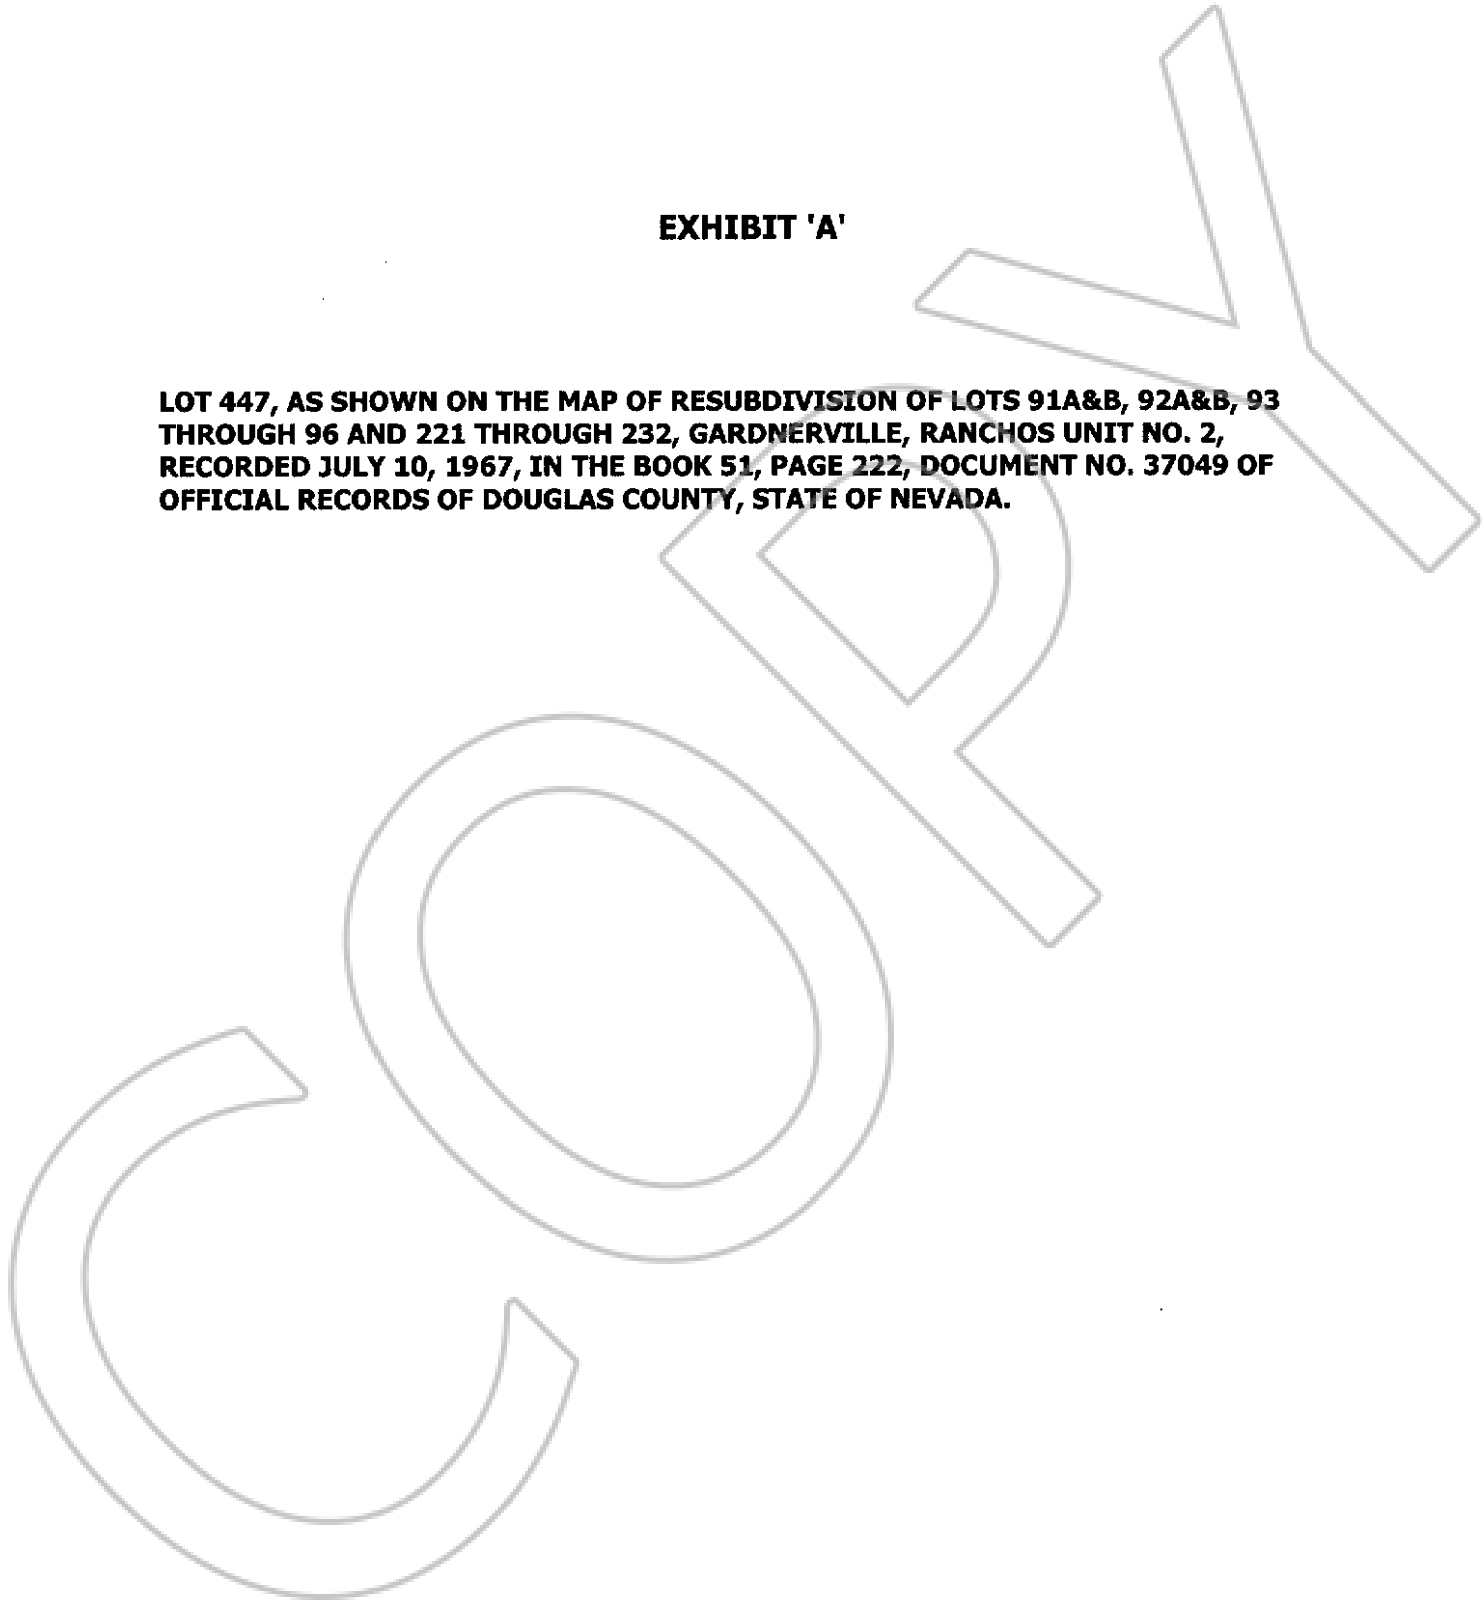 EXHIBIT 'A'
LOT 447, AS SHOWN ON THE MAP OF RESUBDIVISION OF LOTS 91A&B, 92A&B, 93
THROUGH 96 AND 221 THROUGH 232, GARDNERVILLE, RANCHOS UNIT NO. 2,
RECORDED JULY 10, 1967, IN THE BOOK 51, PAGE 222, DOCUMENT NO. 37049 OF
OFFICIAL RECORDS OF DOUGLAS COUNTY, STATE OF NEVADA.
COPY